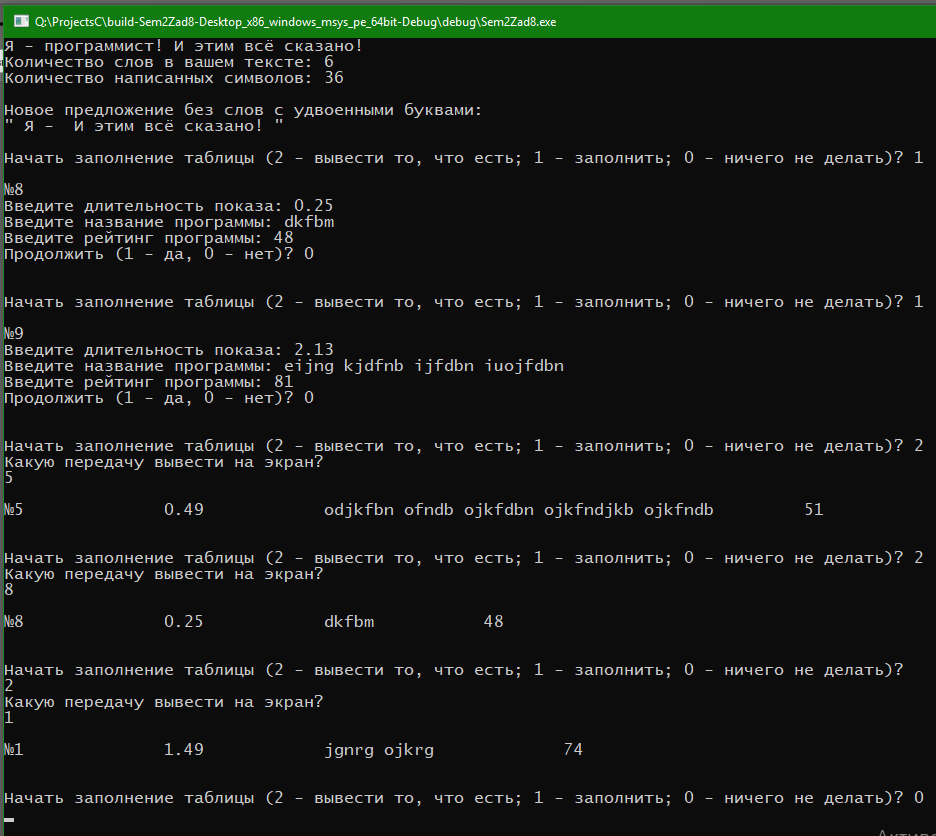 Q:\ProjectsC\build-Sem2Zad8-Desktop_x86_windows_msys_pe_64bit-Debug\debug\Sem2Zad8.exe
Я - программист! И этим всё сказано!
Количество слов в вашем тексте: 6
Количество написанных символов: 36
Новое предложение без слов с удвоенными буквами:
" Я -  И этим всё сказано! "
Начать заполнение таблицы (2 - вывести то, что есть; 1 - заполнить; 0 - ничего не делать)? 1
№8
Введите длительность показа: 0.25
Введите название программы: dkfbm
Введите рейтинг программы: 48
Продолжить (1 - да, 0 - нет)? 0
Начать заполнение таблицы (2 - вывести то, что есть; 1 - заполнить; 0 - ничего не делать)? 1
№9
Введите длительность показа: 2.13
Введите название программы: eijng kjdfnb ijfdbn iuojfdbn
Введите рейтинг программы: 81
Продолжить (1 - да, 0 - нет)? 0
Начать заполнение таблицы (2 - вывести то, что есть; 1 - заполнить; 0 - ничего не делать)? 2
Какую передачу вывести на экран?
5
№5 0.49 odjkfbn ofndb ojkfdbn ojkfndjkb ojkfndb 51
Начать заполнение таблицы (2 - вывести то, что есть; 1 - заполнить; 0 - ничего не делать)? 2
Какую передачу вывести на экран?
8
№8 0.25 dkfbm 48
Начать заполнение таблицы (2 - вывести то, что есть; 1 - заполнить; 0 - ничего не делать)?
2
Какую передачу вывести на экран?
1
№1 1.49 jgnrg ojkrg 74
Начать заполнение таблицы (2 - вывести то, что есть; 1 - заполнить; 0 - ничего не делать)? 0